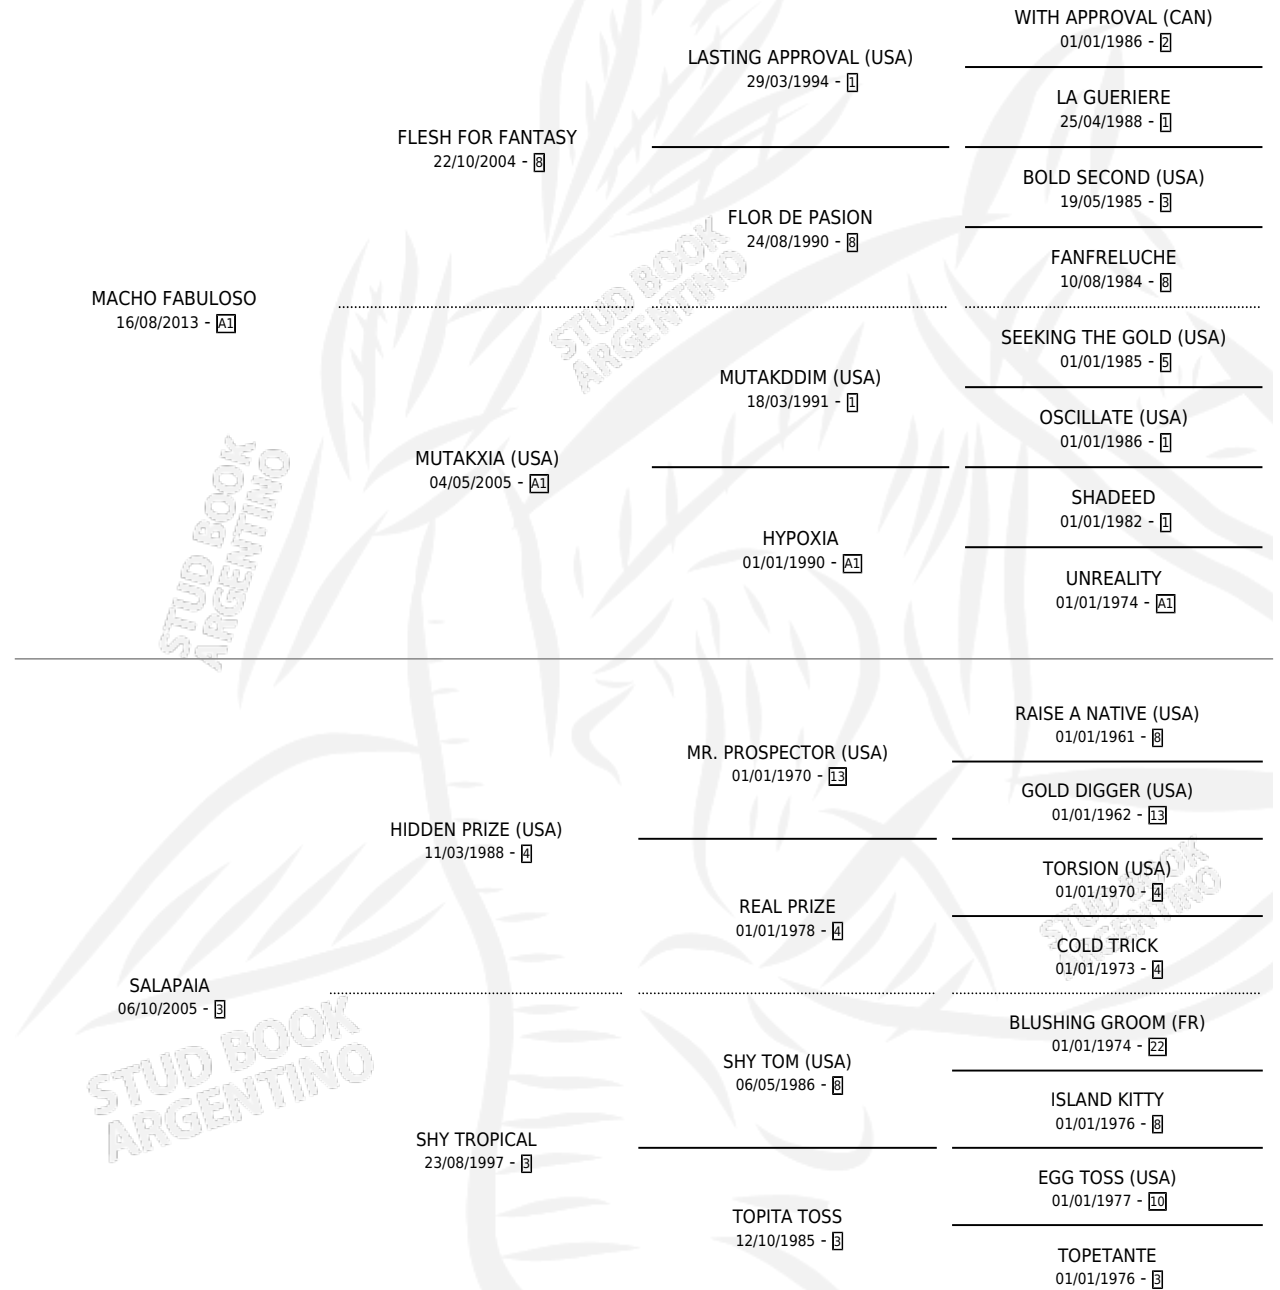 WITH APPROVAL (CAN)
01/01/1986 - 2
LASTING APPROVAL (USA)
29/03/1994 - 1
LA GUERIERE
25/04/1988 - 1
FLESH FOR FANTASY
22/10/2004 - 8
BOLD SECOND (USA)
19/05/1985 - 3
FLOR DE PASION
24/08/1990 - 8
FANFRELUCHE
10/08/1984 - 8
MACHO FABULOSO
16/08/2013 - A1
STUD BOOK
ARGENTINO
SEEKING THE GOLD (USA)
01/01/1985 - 5
MUTAKDDIM (USA)
18/03/1991 - 1
OSCILLATE (USA)
01/01/1986 - 1
MUTAKXIA (USA)
04/05/2005 - A1
SHADEED
01/01/1982 - 1
HYPOXIA
01/01/1990 - A1
UNREALITY
01/01/1974 - A1
STUD BOOK
ARGENTINO
RAISE A NATIVE (USA)
01/01/1961 - 8
MR. PROSPECTOR (USA)
01/01/1970 - 13
GOLD DIGGER (USA)
01/01/1962 - 13
HIDDEN PRIZE (USA)
11/03/1988 - 4
TORSION (USA)
01/01/1970 - 4
REAL PRIZE
01/01/1978 - 4
COLD TRICK
01/01/1973 - 4
STUD BOOK
ARGENTINO
SALAPAIA
06/10/2005 - 3
BLUSHING GROOM (FR)
01/01/1974 - 22
SHY TOM (USA)
06/05/1986 - 8
ISLAND KITTY
01/01/1976 - 8
STUD BOOK
ARGENTINO
SHY TROPICAL
23/08/1997 - 3
EGG TOSS (USA)
01/01/1977 - 10
TOPITA TOSS
12/10/1985 - 3
TOPETANTE
01/01/1976 - 3